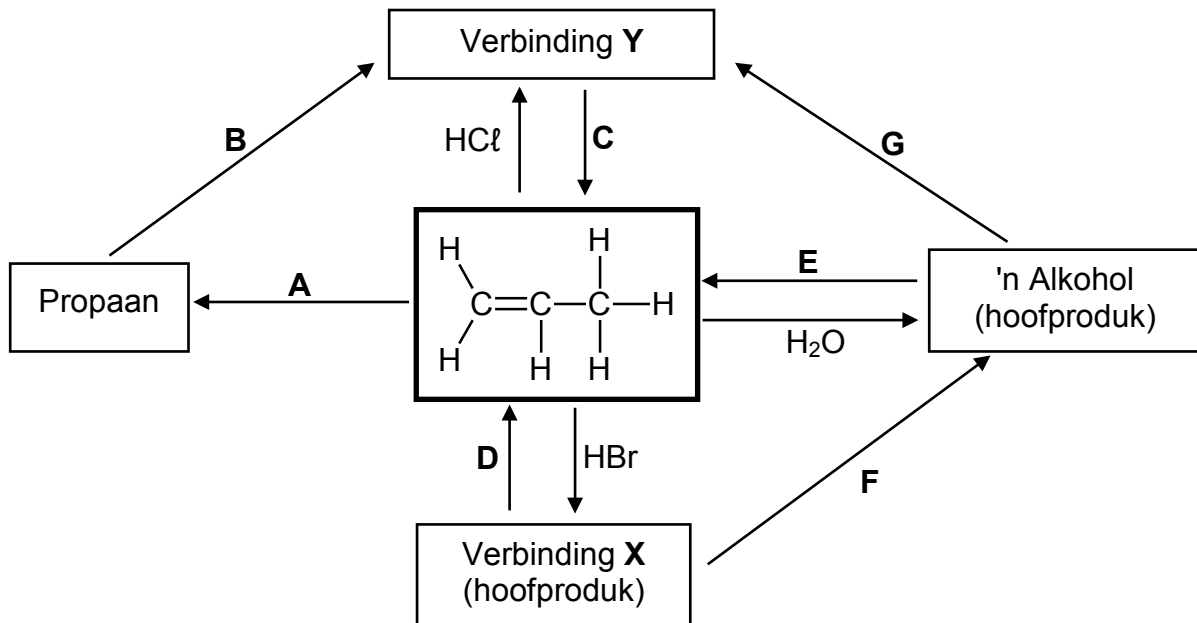 Verbinding Y
B
HCℓ
C
G
H
H
E
Propaan
A
C
C
C
H
'n Alkohol
(hoofproduk)
H
H
H
H₂O
D
HBr
F
Verbinding X
(hoofproduk)